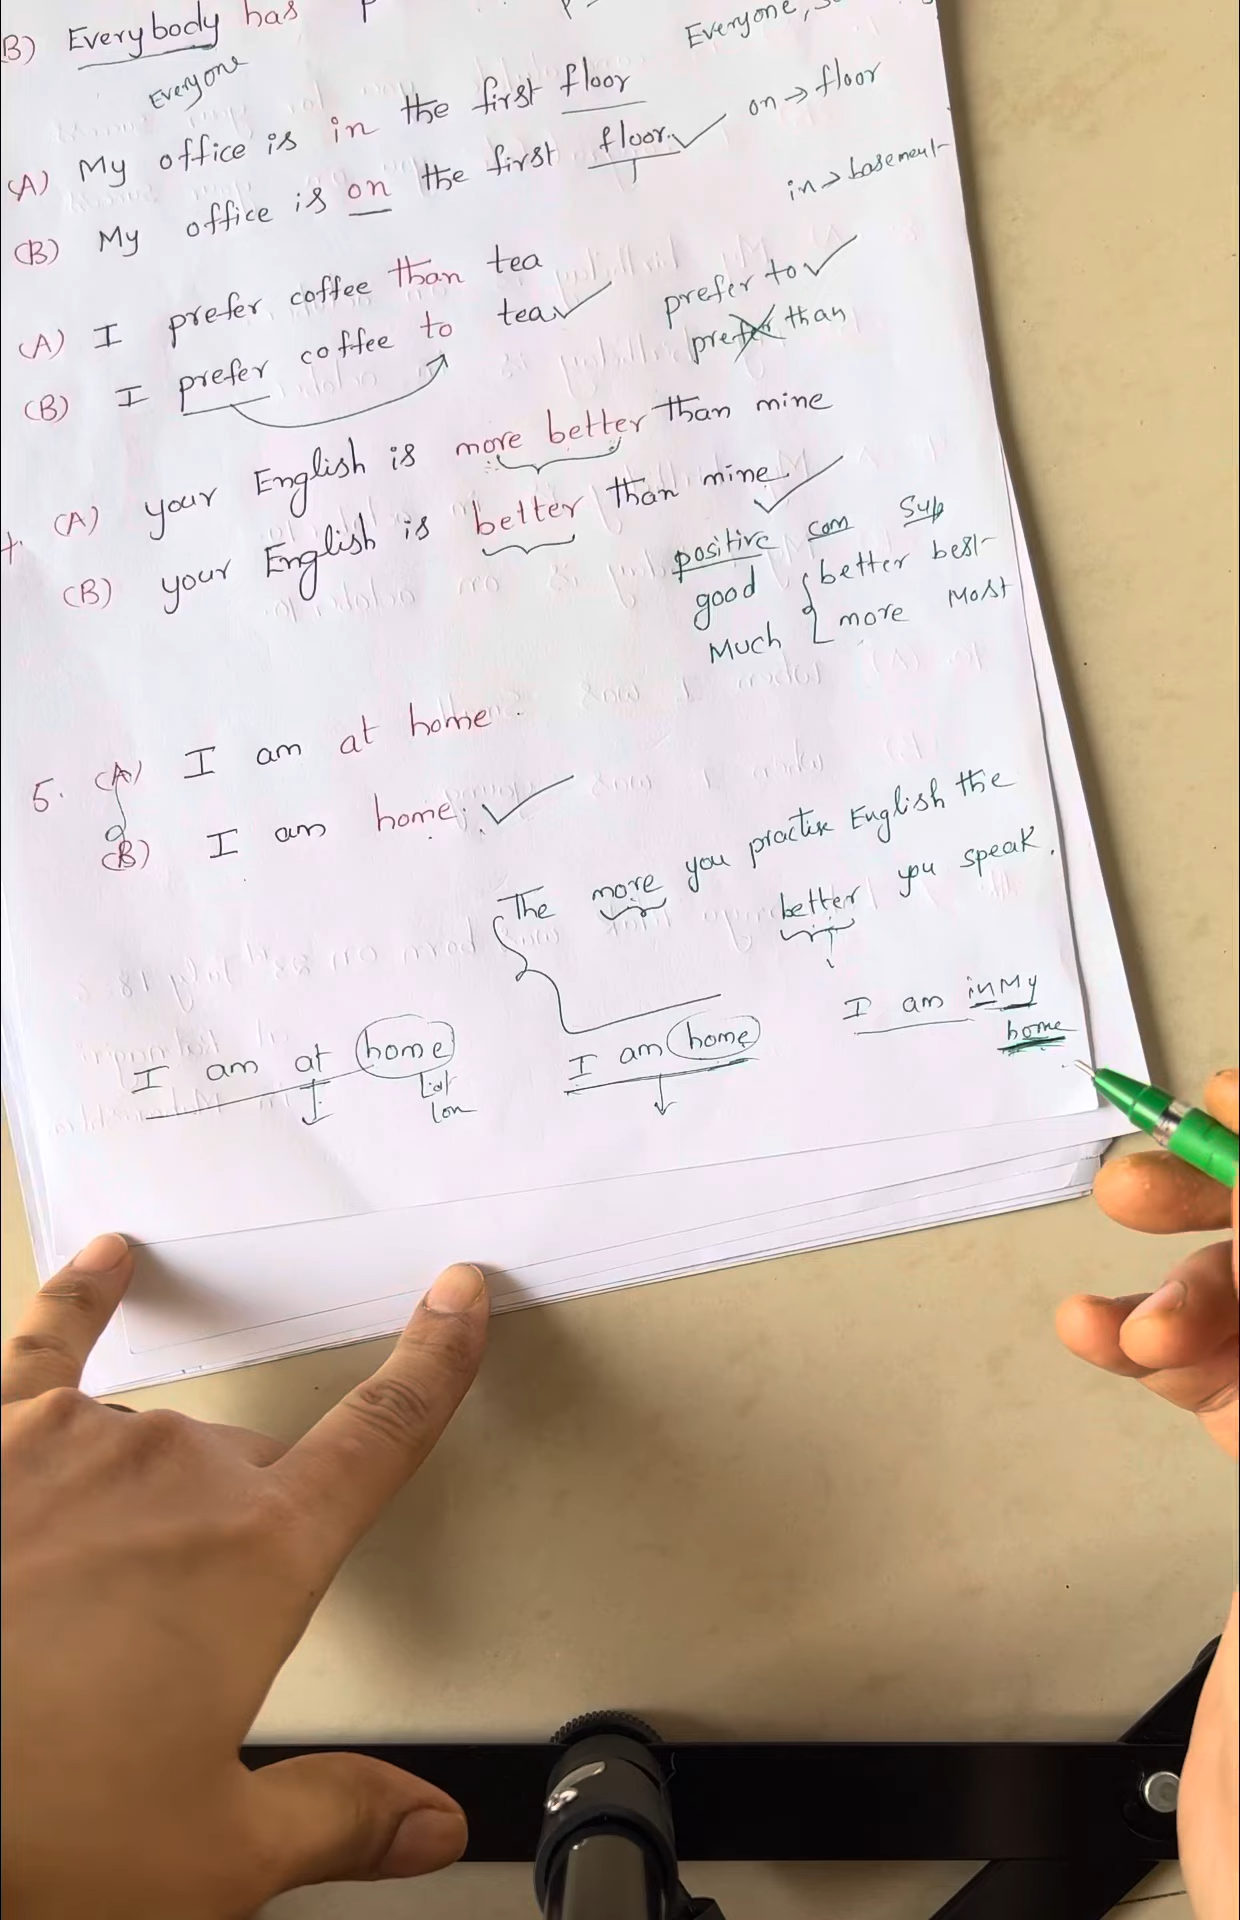 B) Everybody has
Everyone
Everyone,
(A) My office is in the first floor
(B) My office is on the first floor. ✓
on → floor
in → basement
(A) I prefer coffee than tea
(B) I prefer coffee to tea ✓
prefer to ✓
prefer than
(A) your English is more better than mine
(B) your English is better than mine ✓
positive com Sup
good better best
Much more Most
5. (A) I am at home.
(B) I am home. ✓
The more you practise English the
better you speak.
I am at home
I am home
I am in My
home